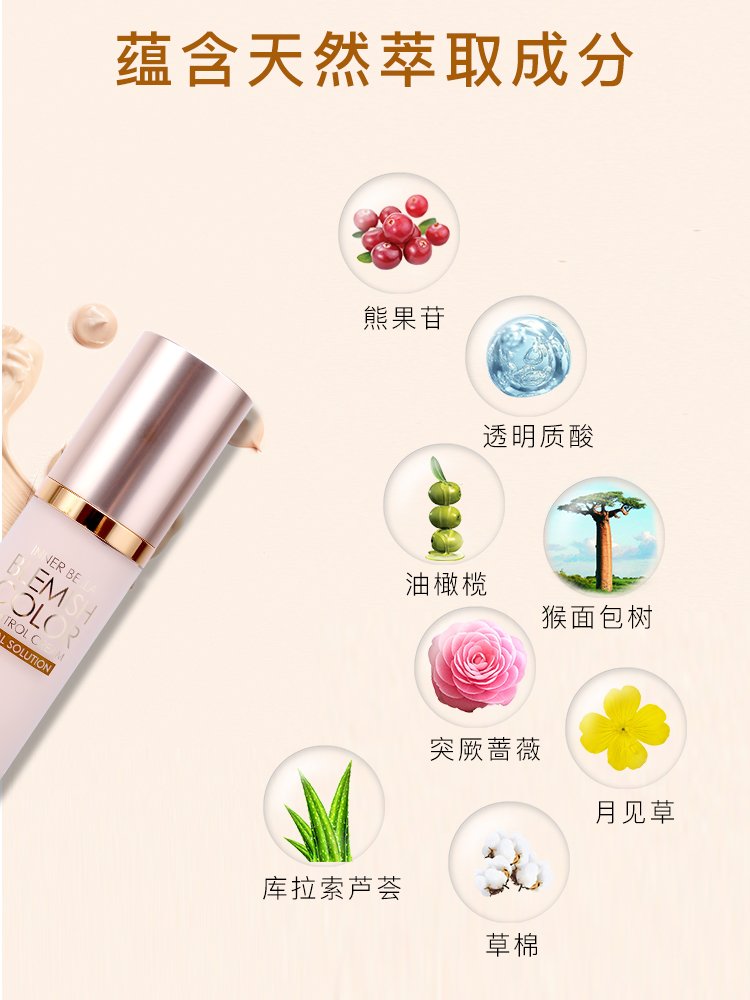 蕴含天然萃取成分
熊果苷
透明质酸
油橄榄
猴面包树
突厥蔷薇
月见草
库拉索芦荟
草棉
INNER BE
BLEMISH
COLOR
SOLUTION